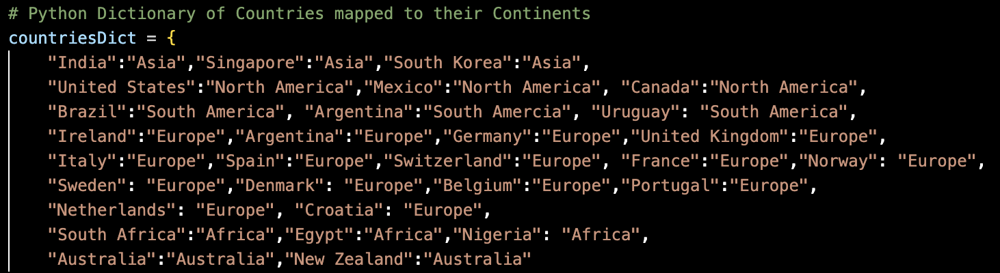 # Python Dictionary of Countries mapped to their Continents
countriesDict = {
"India":"Asia","Singapore":"Asia","South Korea":"Asia",
"United States":"North America","Mexico":"North America", "Canada":"North America",
"Brazil":"South America", "Argentina":"South Amercia", "Uruguay": "South America",
"Ireland":"Europe","Argentina":"Europe","Germany":"Europe","United Kingdom":"Europe",
"Italy":"Europe","Spain":"Europe","Switzerland":"Europe", "France":"Europe","Norway": "Europe",
"Sweden": "Europe","Denmark": "Europe","Belgium":"Europe","Portugal":"Europe",
"Netherlands": "Europe", "Croatia": "Europe",
"South Africa":"Africa","Egypt":"Africa","Nigeria": "Africa",
"Australia":"Australia","New Zealand":"Australia"